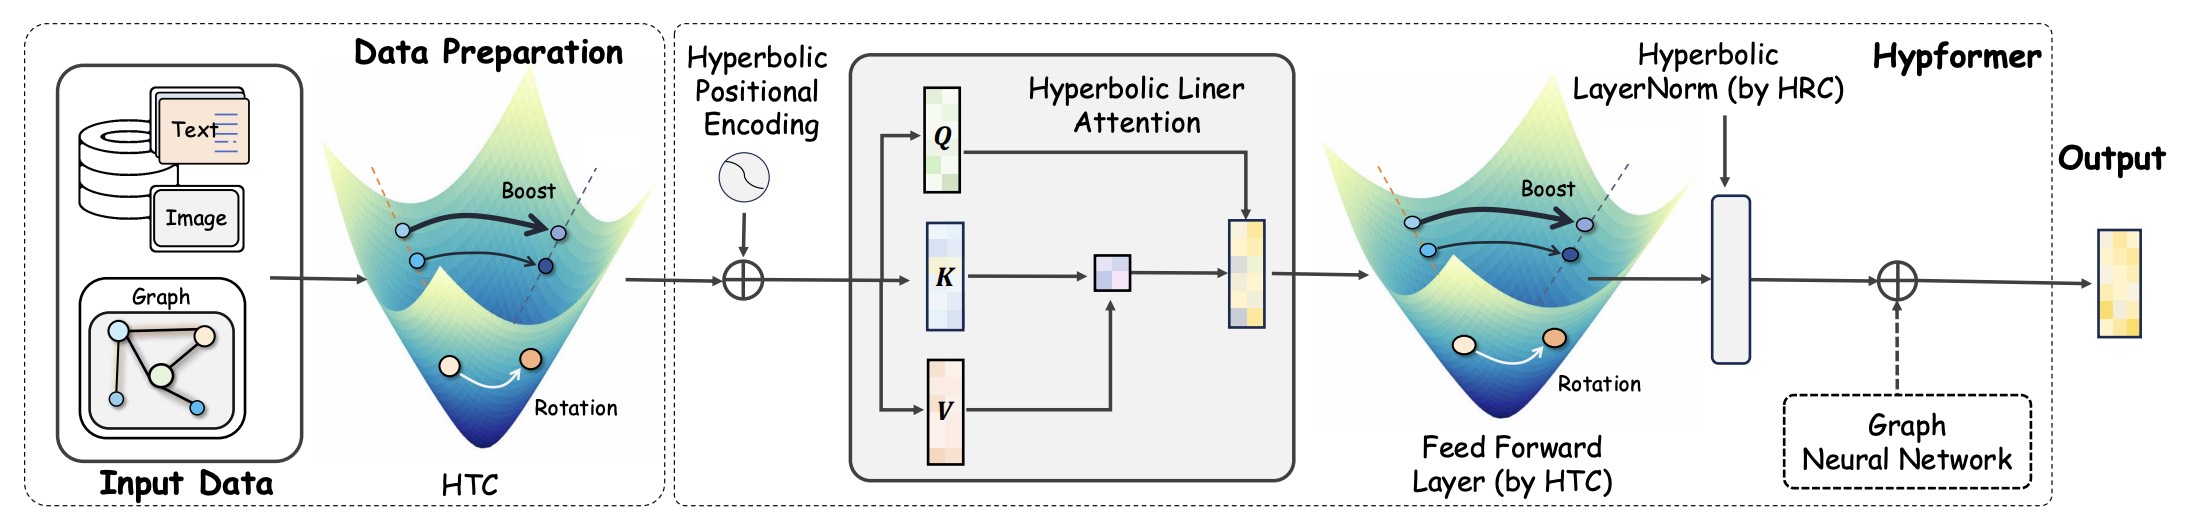 Data Preparation
Text
Image
Graph
Input Data
Boost
Rotation
HTC
Hyperbolic
Positional
Encoding
Hyperbolic Liner
Attention
Q
K
V
Boost
Rotation
Feed Forward
Layer (by HTC)
Hyperbolic
LayerNorm (by HRC)
Hypformer
Graph
Neural Network
Output